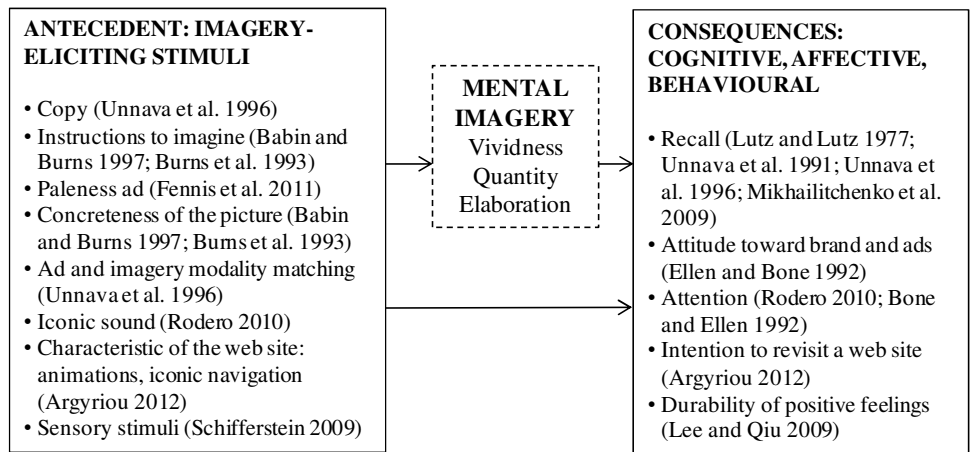 ANTECEDENT: IMAGERY-
ELICITING STIMULI
• Copy (Unnava et al. 1996)
• Instructions to imagine (Babin and
Burns 1997; Burns et al. 1993)
• Paleness ad (Fennis et al. 2011)
• Concreteness of the picture (Babin
and Burns 1997; Burns et al. 1993)
• Ad and imagery modality matching
(Unnava et al. 1996)
• Iconic sound (Rodero 2010)
• Characteristic of the web site:
animations, iconic navigation
(Argyriou 2012)
• Sensory stimuli (Schifferstein 2009)
MENTAL
IMAGERY
Vividness
Quantity
Elaboration
CONSEQUENCES:
COGNITIVE, AFFECTIVE,
BEHAVIOURAL
• Recall (Lutz and Lutz 1977;
Unnava et al. 1991; Unnava et
al. 1996; Mikhailitchenko et al.
2009)
• Attitude toward brand and ads
(Ellen and Bone 1992)
• Attention (Rodero 2010; Bone
and Ellen 1992)
• Intention to revisit a web site
(Argyriou 2012)
• Durability of positive feelings
(Lee and Qiu 2009)